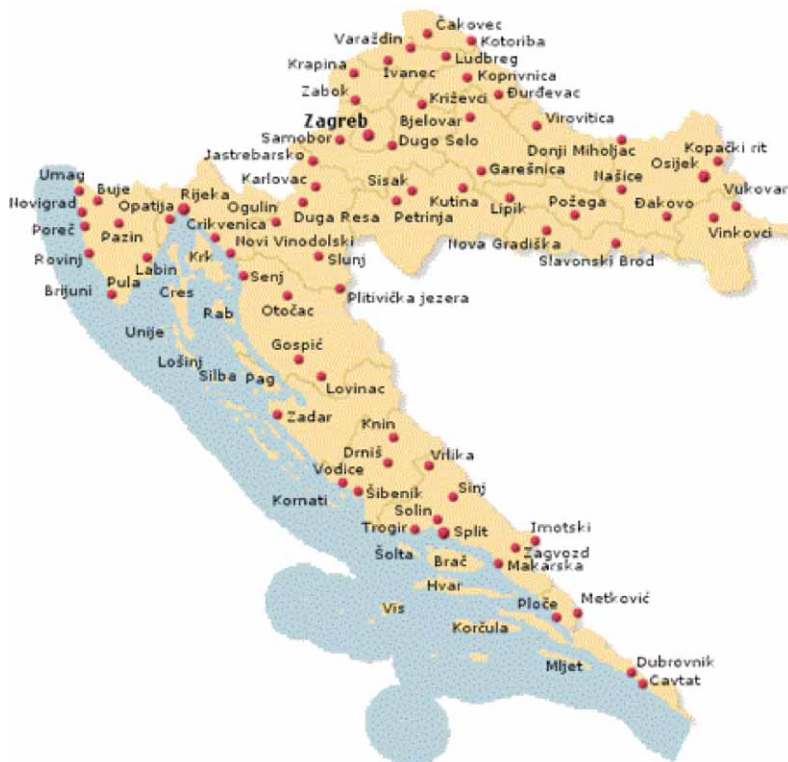 Čakovec
Varaždin
Kotoriba
Krapina
Ivanec
Ludbreg
Koprivnica
Zabok
Križevci
Đurđevac
Zagreb
Bjelovar
Virovitica
Samobor
Dugo Selo
Donji Miholjac
Kopački rit
Jastrebarsko
Garešnica
Osijek
Umag
Buje
Rijeka
Karlovac
Sisak
Našice
Vukovar
Novigrad
Opatija
Ogulin
Kutina
Lipik
Požega
Đakovo
Poreč
Pazin
Crikvenica
Duga Resa
Petrinja
Vinkovci
Rovinj
Labin
Krk
Novi Vinodolski
Slunj
Nova Gradiška
Slavonski Brod
Brijuni
Pula
Cres
Senj
Plitivička jezera
Rab
Otočac
Unije
Gospić
Lošinj
Silba
Pag
Lovinac
Zadar
Knin
Drniš
Vrlika
Vodice
Kornati
Šibenik
Sinj
Solin
Trogir
Split
Imotski
Šolta
Brač
Zagvozd
Makarska
Hvar
Vis
Ploče
Metković
Korčula
Mljet
Dubrovnik
Cavtat